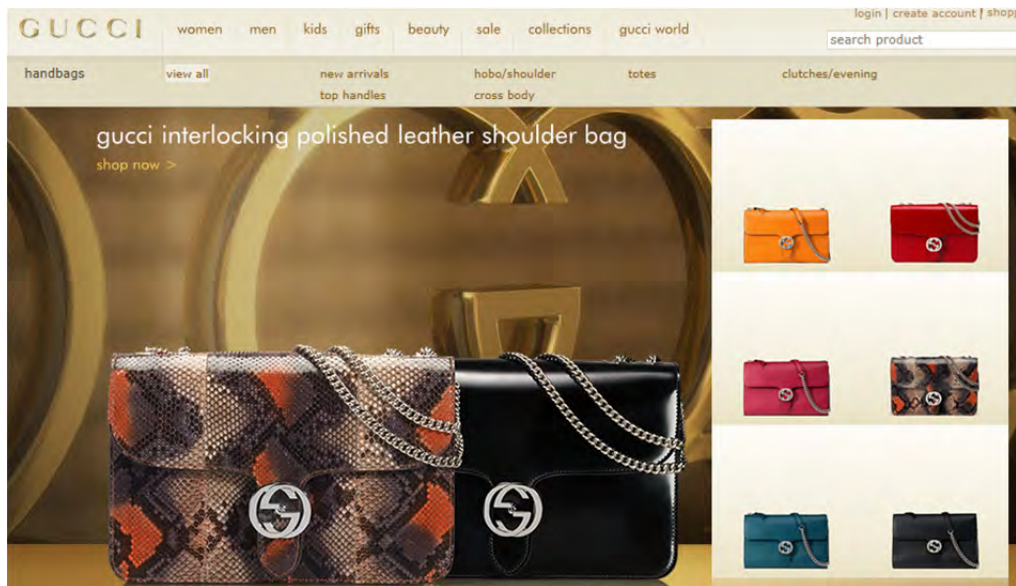 login | create account | shopp
GUCCI women men kids gifts beauty sale collections gucci world
search product
handbags view all new arrivals hobo/shoulder totes clutches/evening
top handles cross body
gucci interlocking polished leather shoulder bag
shop now >